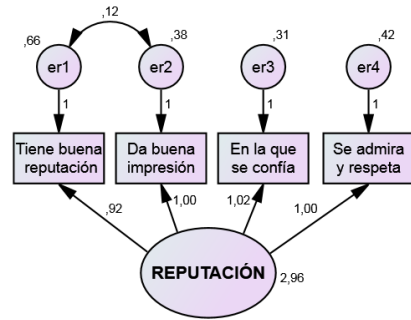 ,12
,66
,38
,31
,42
er1
er2
er3
er4
1
1
1
1
Tiene buena
reputación
Da buena
impresión
En la que
se confía
Se admira
y respeta
,92
1,00
1,02
1,00
REPUTACIÓN
2,96